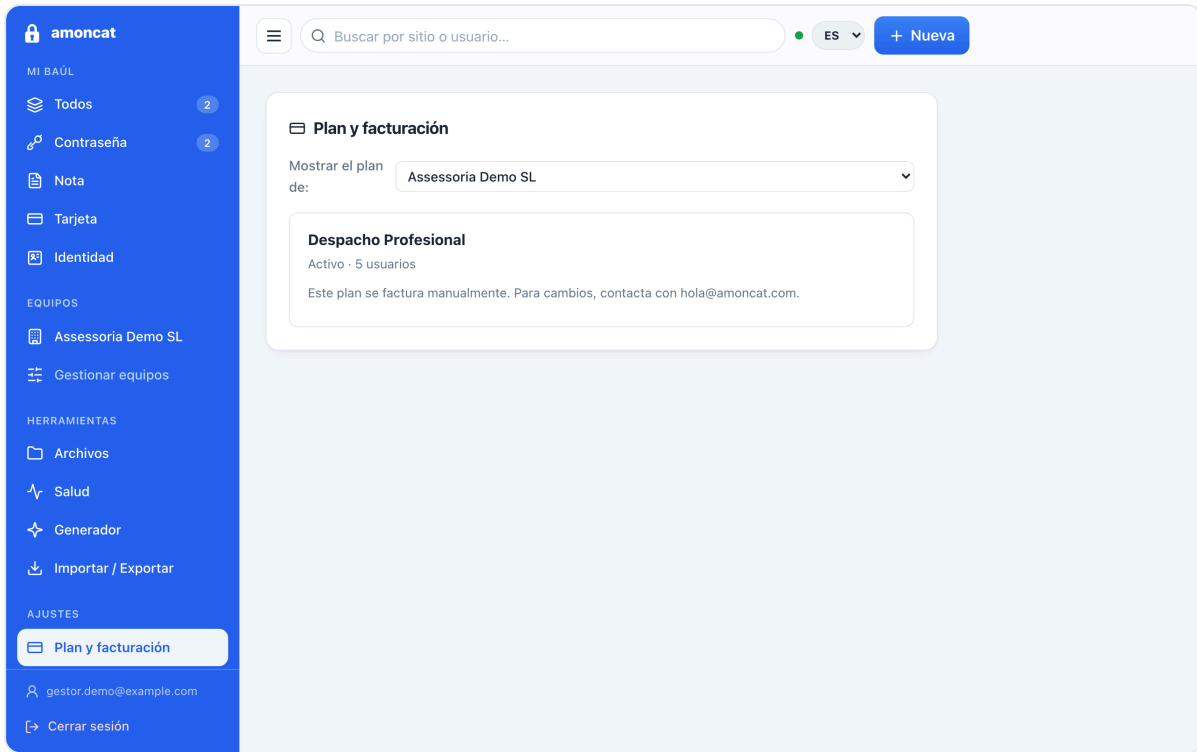 amoncat
MI BAÚL
Todos 2
Contraseña 2
Nota
Tarjeta
Identidad
EQUIPOS
Assessoria Demo SL
Gestionar equipos
HERRAMIENTAS
Archivos
Salud
Generador
Importar / Exportar
AJUSTES
Plan y facturación
gestor.demo@example.com
Cerrar sesión
Buscar por sitio o usuario...
ES
+ Nueva
Plan y facturación
Mostrar el plan
de:
Assessoria Demo SL
Despacho Profesional
Activo · 5 usuarios
Este plan se factura manualmente. Para cambios, contacta con hola@amoncat.com.